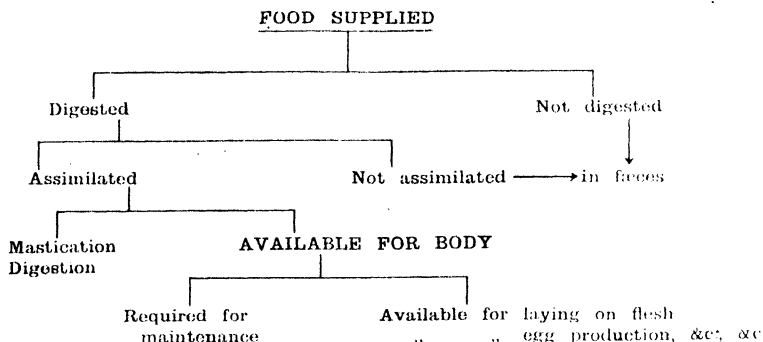 FOOD SUPPLIED
Digested Not digested
Assimilated Not assimilated in fæces
Mastication AVAILABLE FOR BODY
Digestion
Required for Available for laying on flesh
maintenance " " egg production, &c, &c